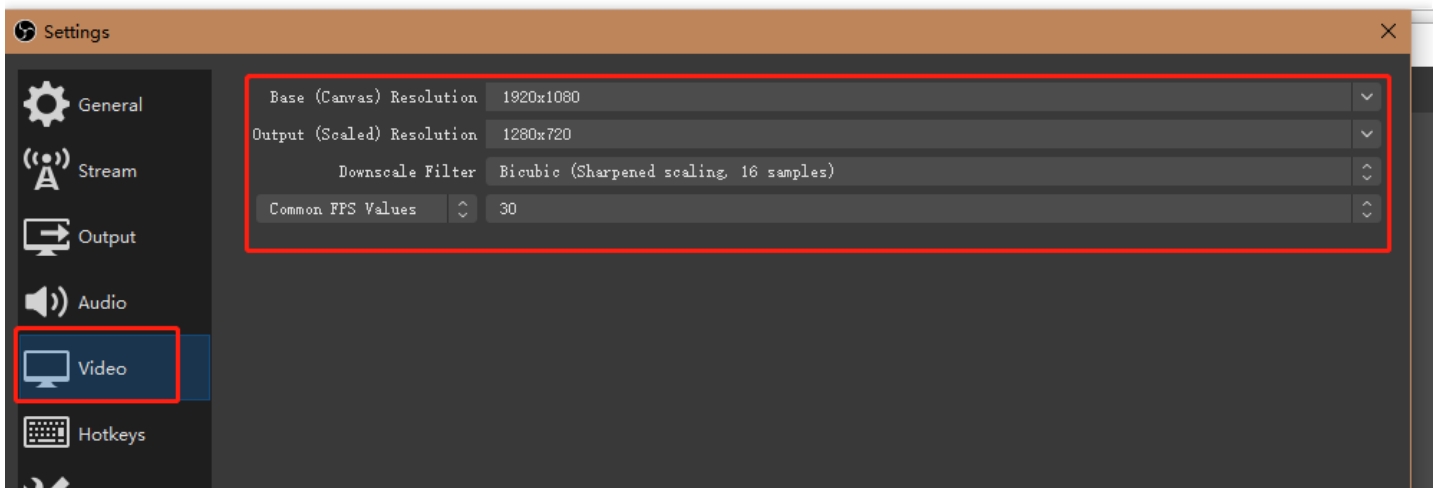 Settings
General
Stream
Output
Audio
Video
Hotkeys
Base (Canvas) Resolution 1920x1080
Output (Scaled) Resolution 1280x720
Downscale Filter Bicubic (Sharpened scaling, 16 samples)
Common FPS Values 30